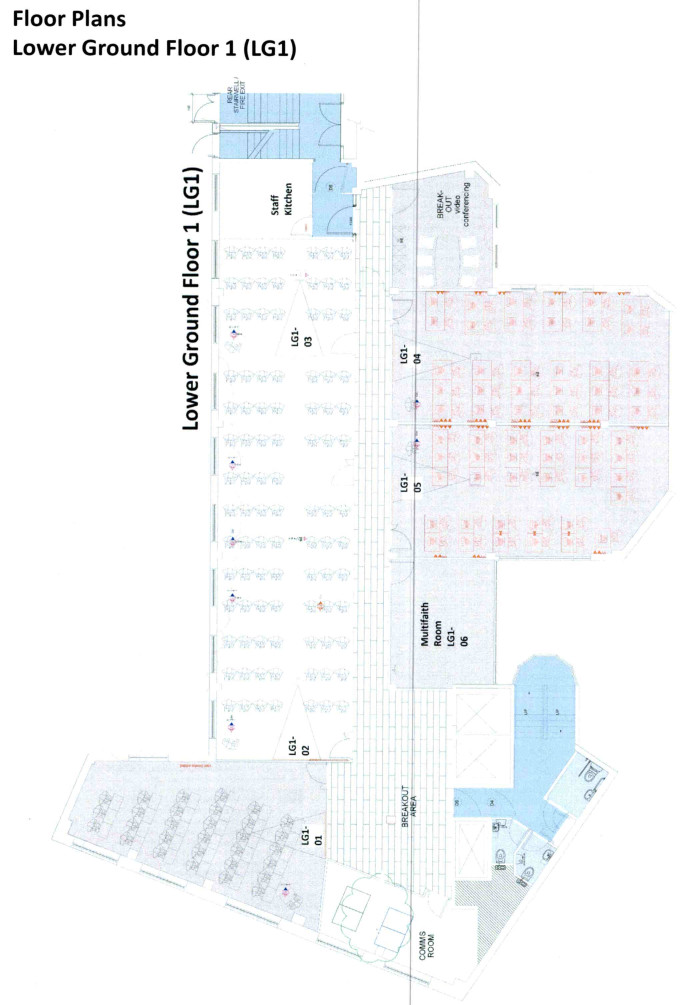 Floor Plans
Lower Ground Floor 1 (LG1)
REAR
STAIRWELL /
FIRE EXIT
Lower Ground Floor 1 (LG1)
Staff
Kitchen
BREAK-
OUT
video
conferencing
LG1-
03
LG1-
04
LG1-
05
Multifaith
Room
LG1-
06
LG1-
02
LG1-
01
BREAKOUT
AREA
COMMS
ROOM
UP
UP